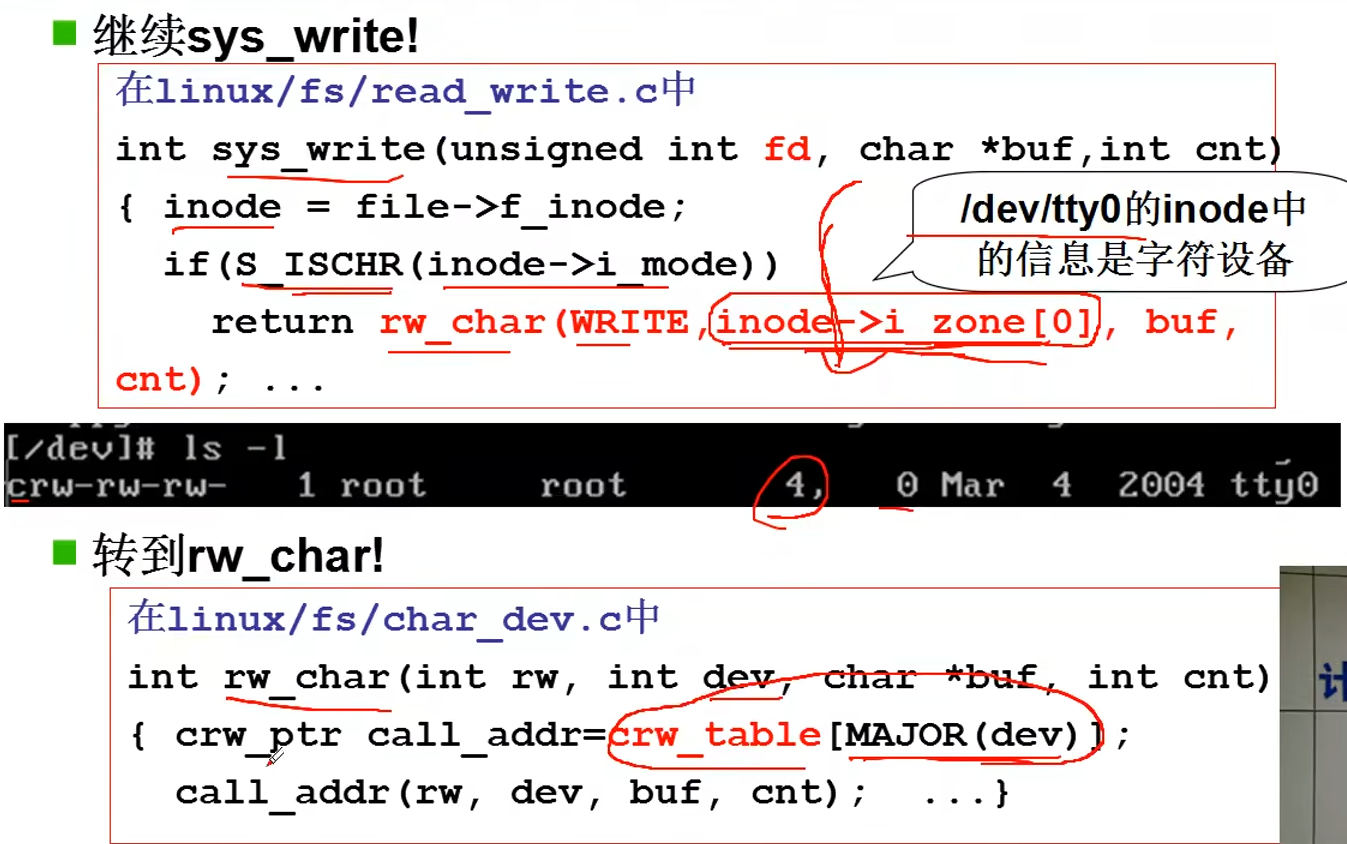 继续sys_write!
在linux/fs/read_write.c中
int sys_write(unsigned int fd, char *buf,int cnt)
{ inode = file->f_inode;
/dev/tty0的inode中
的信息是字符设备
if(S_ISCHR(inode->i_mode))
return rw_char(WRITE,inode->i_zone[0], buf,
cnt); ...
[/dev]# ls -l
crw-rw-rw- 1 root root 4, 0 Mar 4 2004 tty0
转到rw_char!
在linux/fs/char_dev.c中
int rw_char(int rw, int dev, char *buf, int cnt)
{ crw_ptr call_addr=crw_table[MAJOR(dev)];
call_addr(rw, dev, buf, cnt); ...}